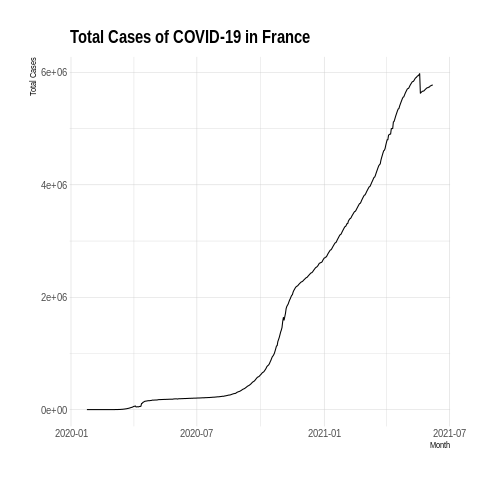 Total Cases of COVID-19 in France
Total Cases
6e+06
4e+06
2e+06
0e+00
2020-01
2020-07
2021-01
2021-07
Month